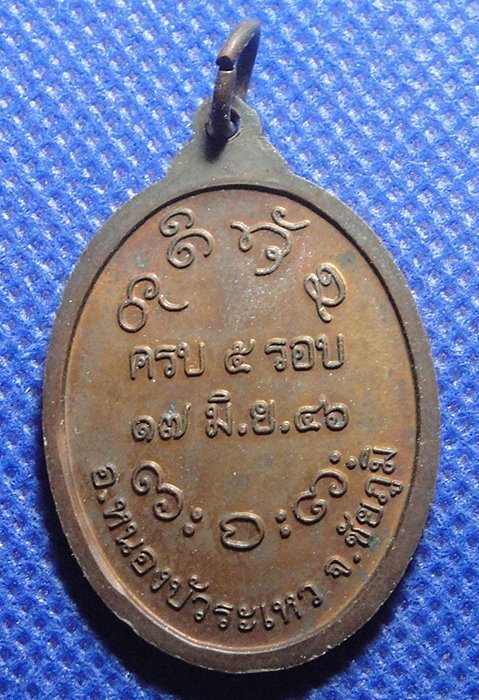 ครบ ๕ รอบ
๑๗ มิ.ย.๔๖
อ.หนองบัวระเหว จ.ชัยภูมิ